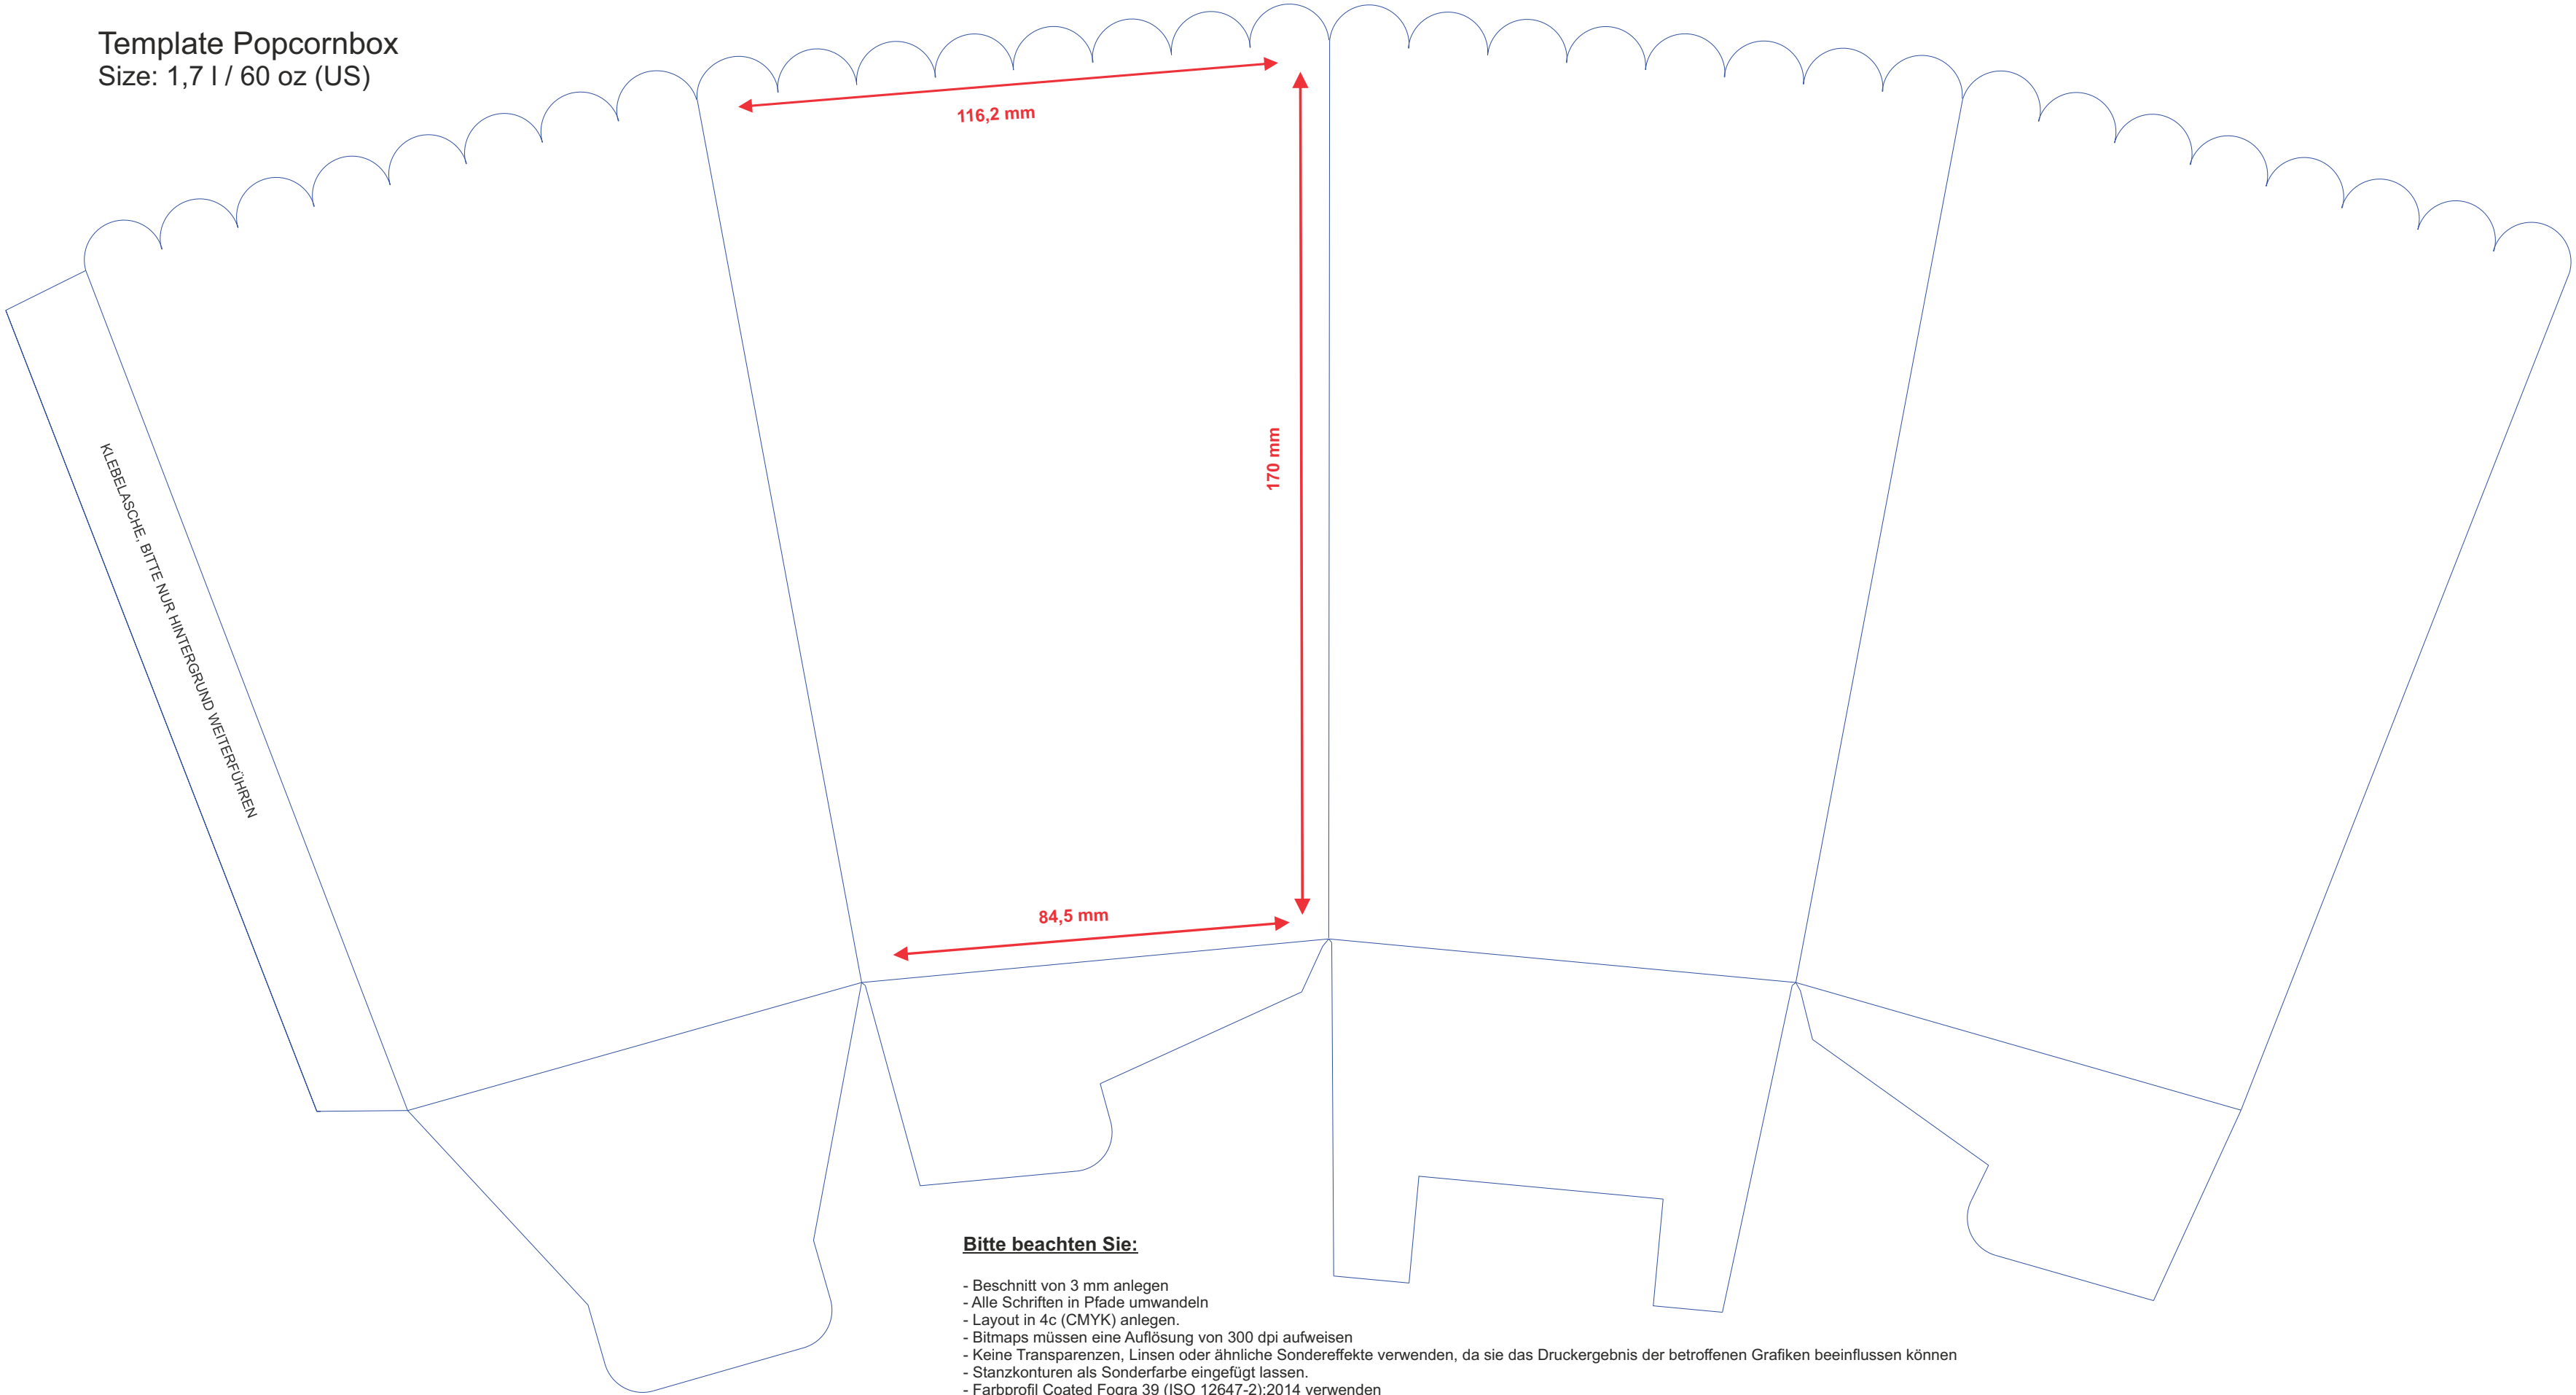 Template Popcornbox
Size: 1,7 l / 60 oz (US)
116,2 mm
170 mm
KLEBELASCHE, BITTE NUR HINTERGRUND WEITERFÜHREN
84,5 mm
Bitte beachten Sie:
- Beschnitt von 3 mm anlegen
- Alle Schriften in Pfade umwandeln
- Layout in 4c (CMYK) anlegen.
- Bitmaps müssen eine Auflösung von 300 dpi aufweisen
- Keine Transparenzen, Linsen oder ähnliche Sondereffekte verwenden, da sie das Druckergebnis der betroffenen Grafiken beeinflussen können
- Stanzkonturen als Sonderfarbe eingefügt lassen.
- Farbprofil Coated Fogra 39 (ISO 12647-2):2014 verwenden